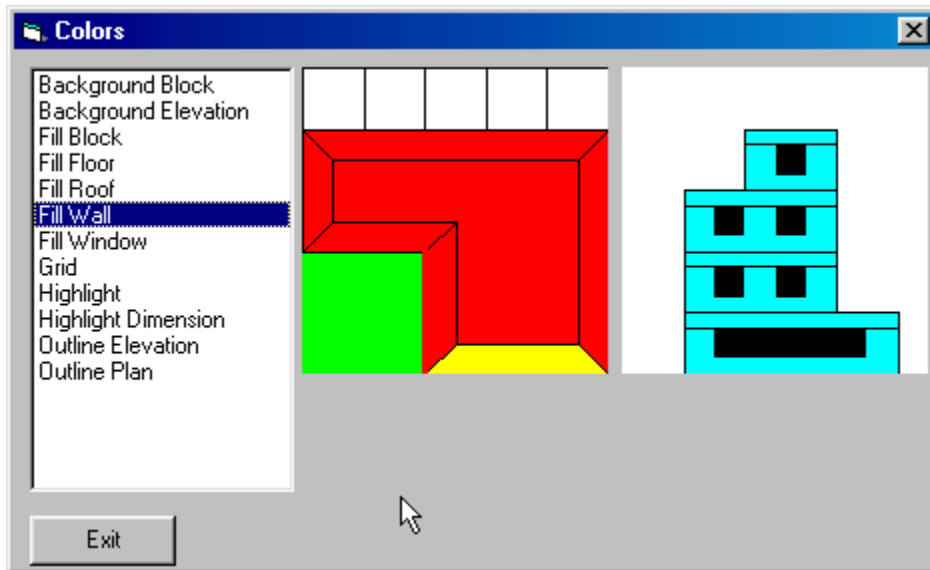 Colors
Background Block
Background Elevation
Fill Block
Fill Floor
Fill Roof
Fill Wall
Fill Window
Grid
Highlight
Highlight Dimension
Outline Elevation
Outline Plan
Exit